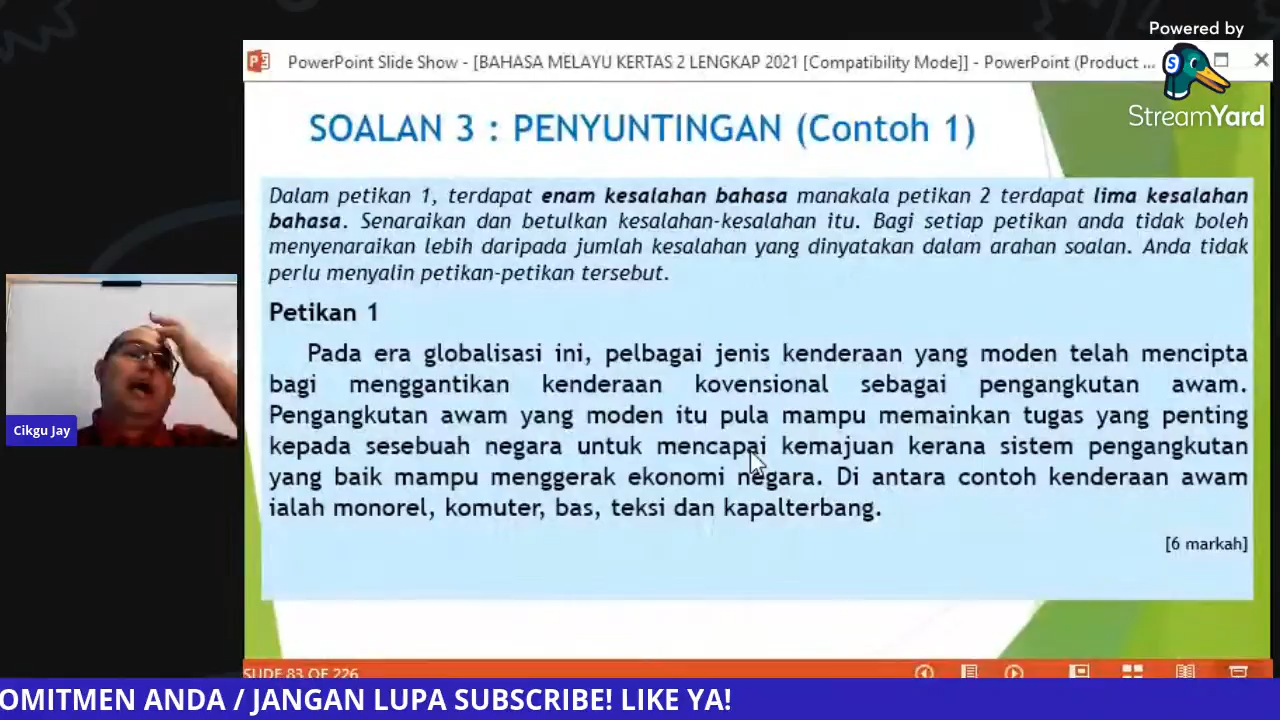 Powered by
StreamYard
PowerPoint Slide Show - [BAHASA MELAYU KERTAS 2 LENGKAP 2021 [Compatibility Mode]] - PowerPoint (Product ...
SOALAN 3 : PENYUNTINGAN (Contoh 1)
Dalam petikan 1, terdapat enam kesalahan bahasa manakala petikan 2 terdapat lima kesalahan
bahasa. Senaraikan dan betulkan kesalahan-kesalahan itu. Bagi setiap petikan anda tidak boleh
menyenaraikan lebih daripada jumlah kesalahan yang dinyatakan dalam arahan soalan. Anda tidak
perlu menyalin petikan-petikan tersebut.
Petikan 1
Pada era globalisasi ini, pelbagai jenis kenderaan yang moden telah mencipta
bagi menggantikan kenderaan kovensional sebagai pengangkutan awam.
Pengangkutan awam yang moden itu pula mampu memainkan tugas yang penting
kepada sesebuah negara untuk mencapai kemajuan kerana sistem pengangkutan
yang baik mampu menggerak ekonomi negara. Di antara contoh kenderaan awam
ialah monorel, komuter, bas, teksi dan kapalterbang.
[6 markah]
Cikgu Jay
SLIDE 83 OF 226
OMITMEN ANDA / JANGAN LUPA SUBSCRIBE! LIKE YA!